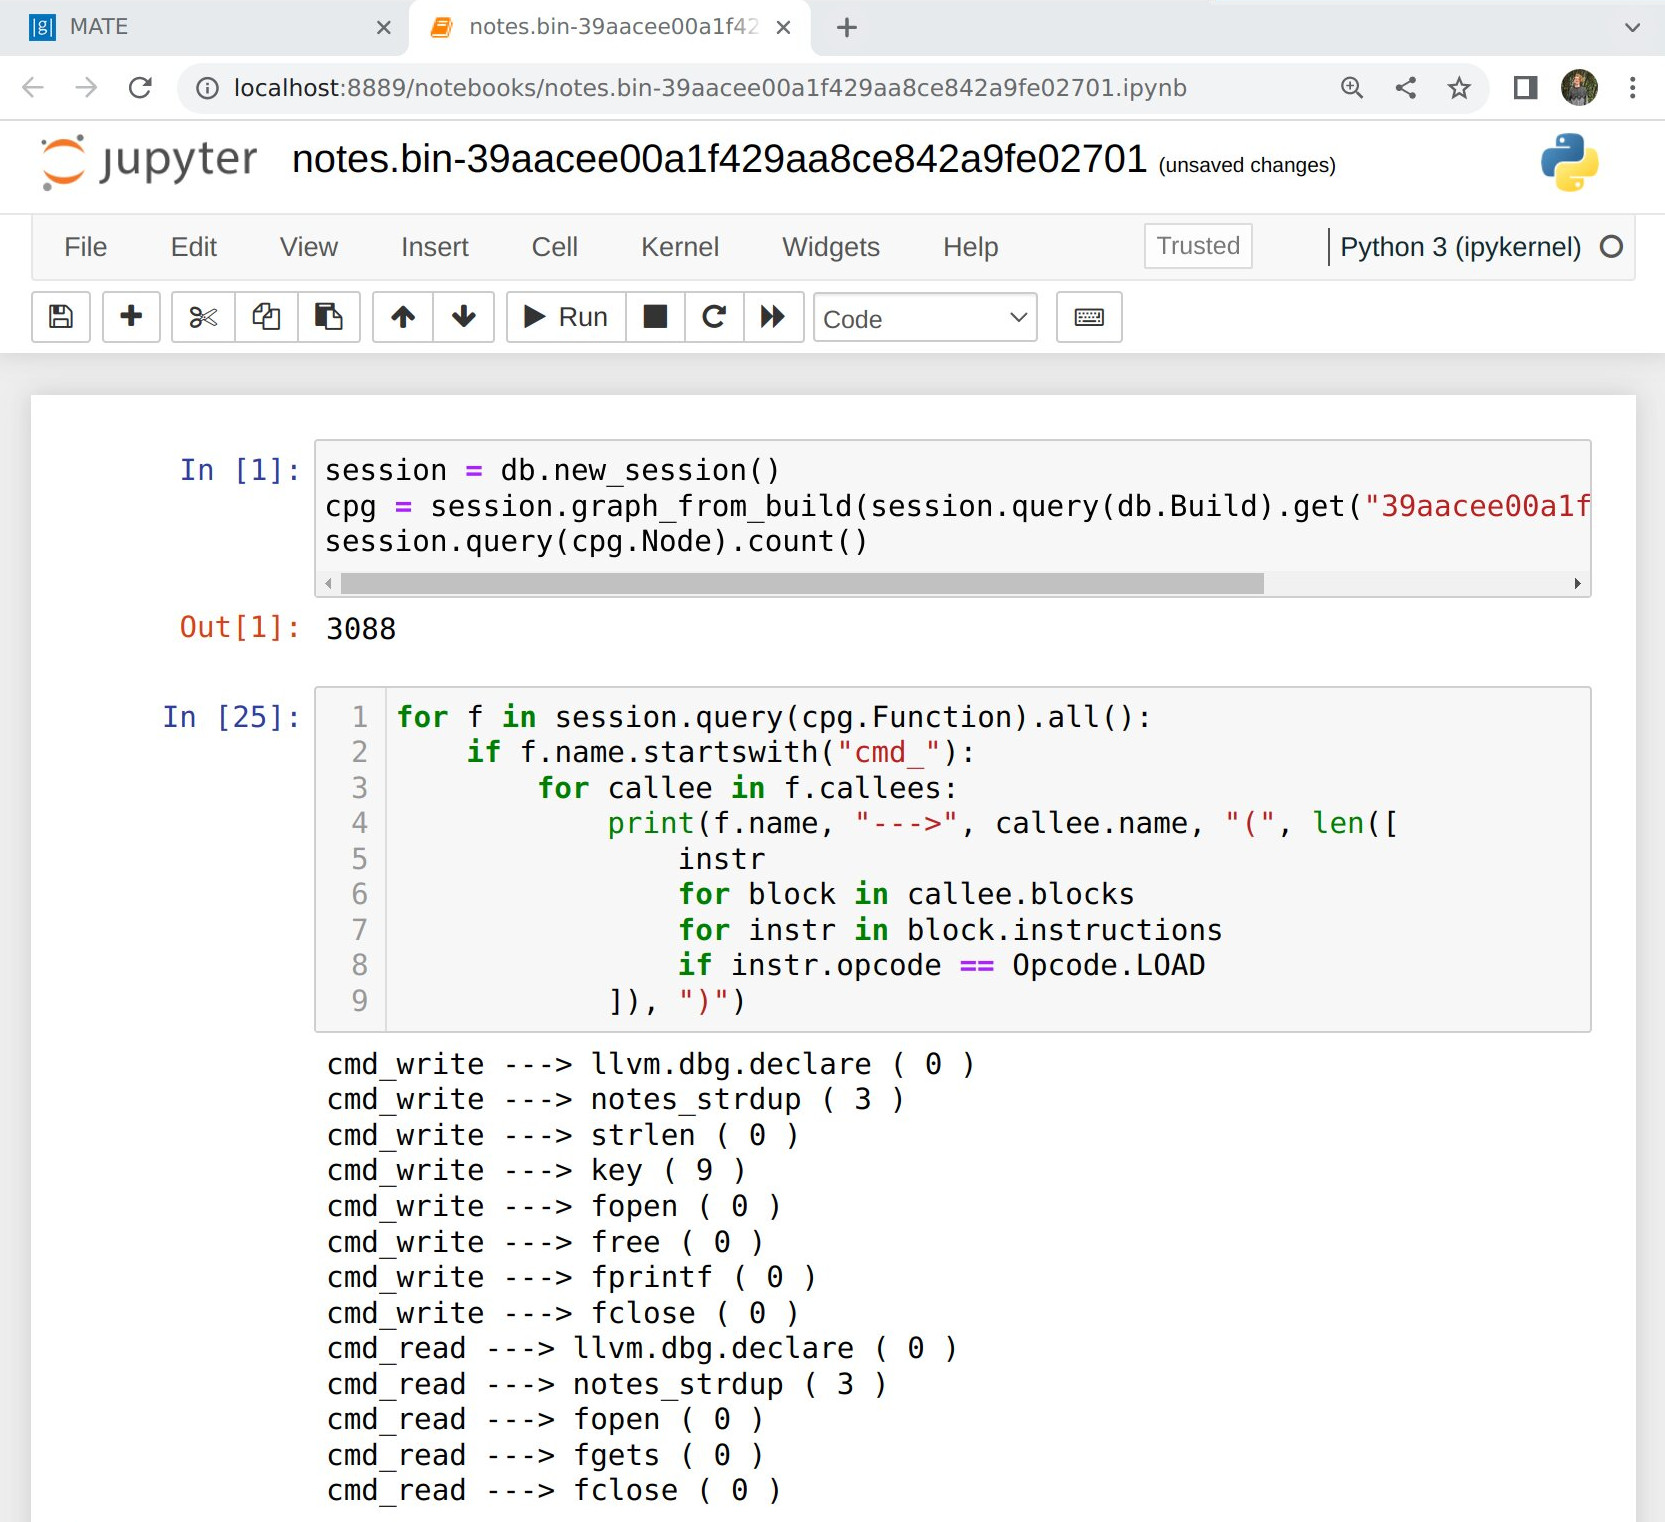 |g| MATE
notes.bin-39aacee00a1f42
localhost:8889/notebooks/notes.bin-39aacee00a1f429aa8ce842a9fe02701.ipynb
jupyter notes.bin-39aacee00a1f429aa8ce842a9fe02701 (unsaved changes)
File Edit View Insert Cell Kernel Widgets Help Trusted Python 3 (ipykernel)
Run Code
In [1]: session = db.new_session()
cpg = session.graph_from_build(session.query(db.Build).get("39aacee00a1f
session.query(cpg.Node).count()
Out[1]: 3088
In [25]: 1 for f in session.query(cpg.Function).all():
2     if f.name.startswith("cmd_"):
3         for callee in f.callees:
4             print(f.name, "--->", callee.name, "(", len([
5                 instr
6                 for block in callee.blocks
7                 for instr in block.instructions
8                 if instr.opcode == Opcode.LOAD
9             ]), ")")
cmd_write ---> llvm.dbg.declare ( 0 )
cmd_write ---> notes_strdup ( 3 )
cmd_write ---> strlen ( 0 )
cmd_write ---> key ( 9 )
cmd_write ---> fopen ( 0 )
cmd_write ---> free ( 0 )
cmd_write ---> fprintf ( 0 )
cmd_write ---> fclose ( 0 )
cmd_read ---> llvm.dbg.declare ( 0 )
cmd_read ---> notes_strdup ( 3 )
cmd_read ---> fopen ( 0 )
cmd_read ---> fgets ( 0 )
cmd_read ---> fclose ( 0 )